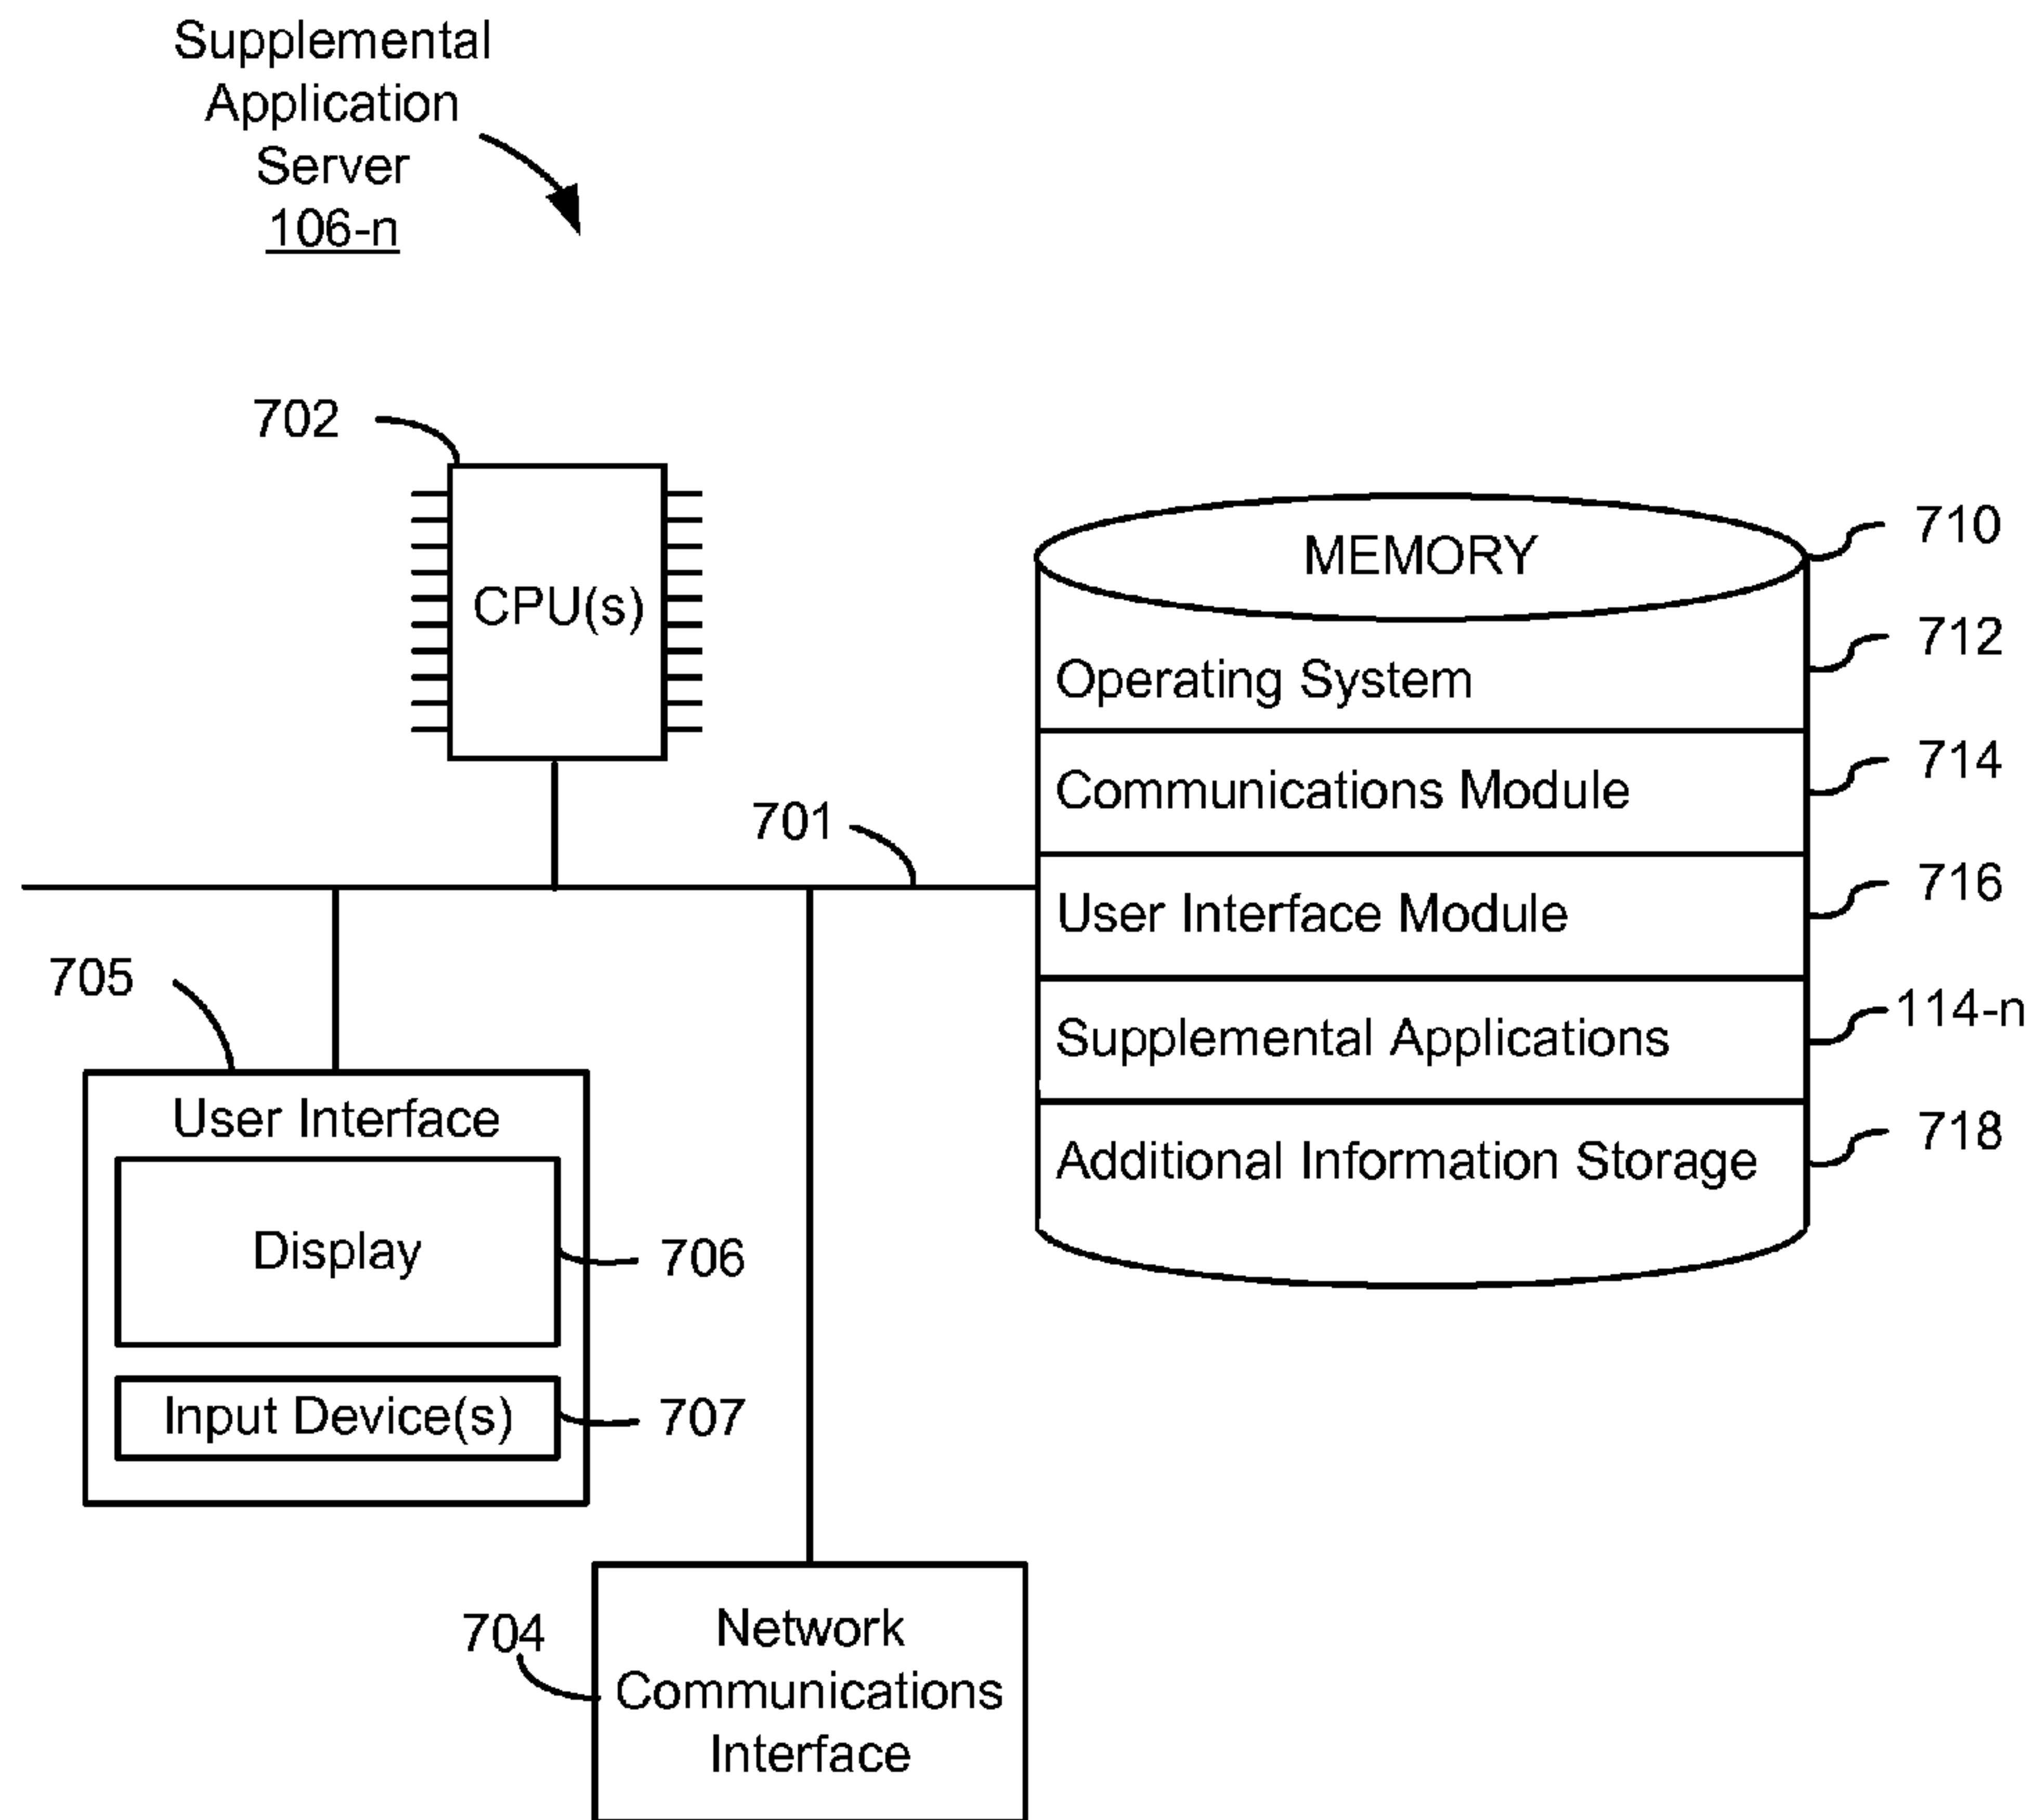 Supplemental
Application
Server
106-n
702
CPU(s)
MEMORY
710
Operating System
712
Communications Module
714
701
User Interface Module
716
Supplemental Applications
114-n
Additional Information Storage
718
705
User Interface
Display
706
Input Device(s)
707
704
Network
Communications
Interface